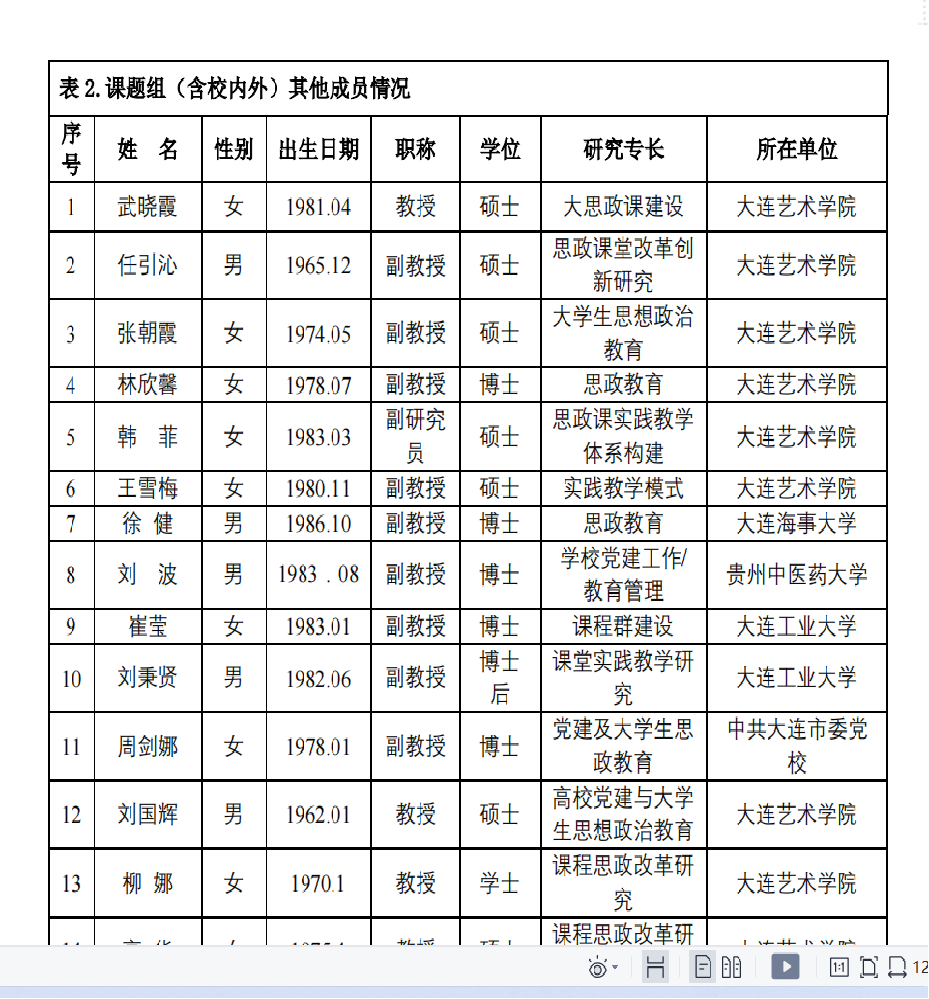 表 2. 课题组（含校内外）其他成员情况
序号 姓 名 性别 出生日期 职称 学位 研究专长 所在单位
1 武晓霞 女 1981.04 教授 硕士 大思政课建设 大连艺术学院
2 任引沁 男 1965.12 副教授 硕士 思政课堂改革创新研究 大连艺术学院
3 张朝霞 女 1974.05 副教授 硕士 大学生思想政治教育 大连艺术学院
4 林欣馨 女 1978.07 副教授 博士 思政教育 大连艺术学院
5 韩 菲 女 1983.03 副研究员 硕士 思政课实践教学体系构建 大连艺术学院
6 王雪梅 女 1980.11 副教授 硕士 实践教学模式 大连艺术学院
7 徐 健 男 1986.10 副教授 博士 思政教育 大连海事大学
8 刘 波 男 1983 . 08 副教授 博士 学校党建工作/教育管理 贵州中医药大学
9 崔莹 女 1983.01 副教授 博士 课程群建设 大连工业大学
10 刘秉贤 男 1982.06 副教授 博士后 课堂实践教学研究 大连工业大学
11 周剑娜 女 1978.01 副教授 博士 党建及大学生思政教育 中共大连市委党校
12 刘国辉 男 1962.01 教授 硕士 高校党建与大学生思想政治教育 大连艺术学院
13 柳 娜 女 1970.1 教授 学士 课程思政改革研究 大连艺术学院
课程思政改革研
1:1
12